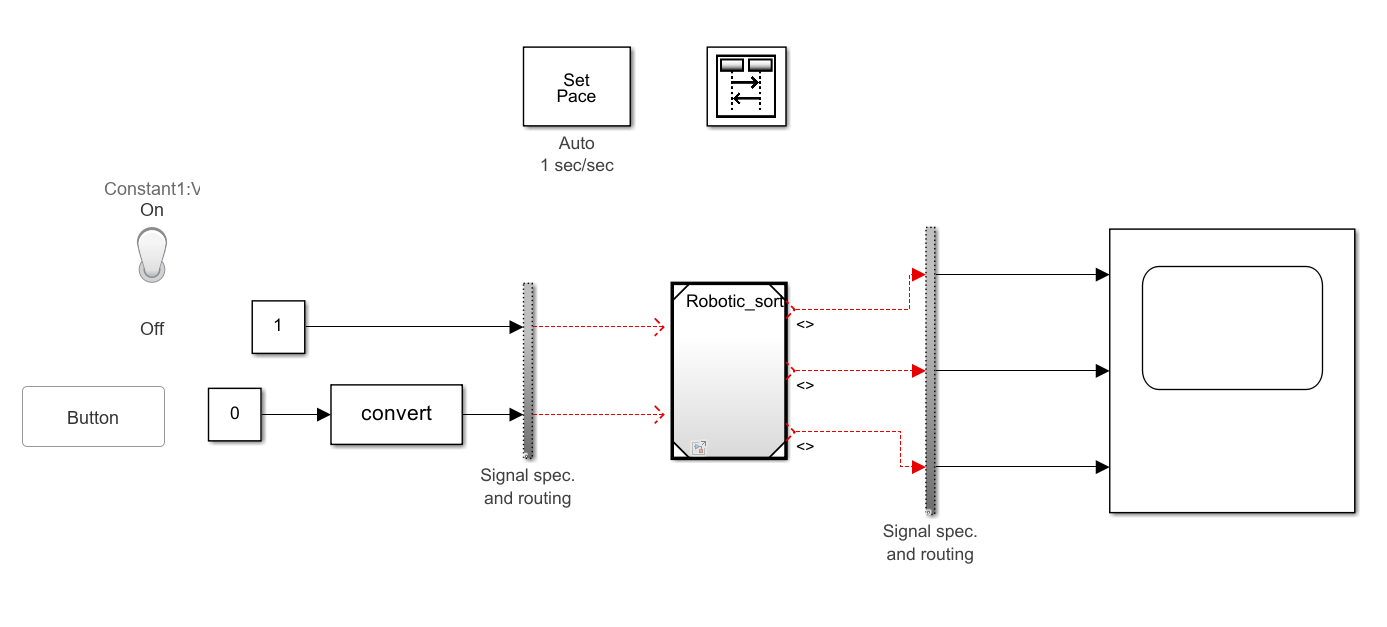 Set
Pace
Auto
1 sec/sec
Constant1:V
On
Off
1
Robotic_sort
<>
<>
<>
Button
0
convert
Signal spec.
and routing
Signal spec.
and routing